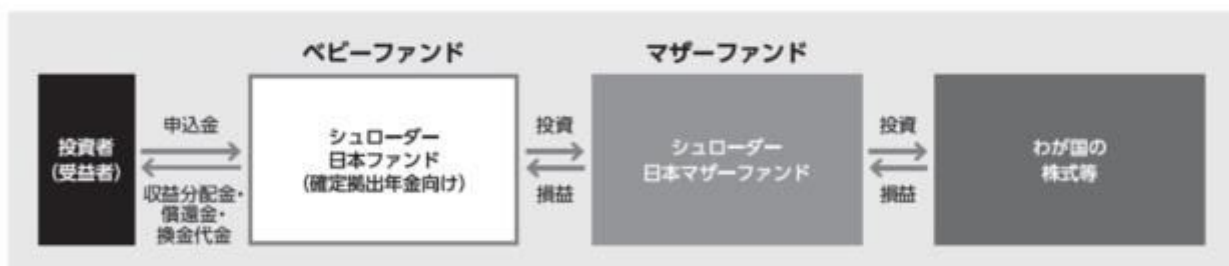 ベビーファンド
マザーファンド
投資者
(受益者)
申込金
収益分配金・
償還金・
換金代金
シュローダー
日本ファンド
(確定拠出年金向け)
投資
損益
シュローダー
日本マザーファンド
投資
損益
わが国の
株式等